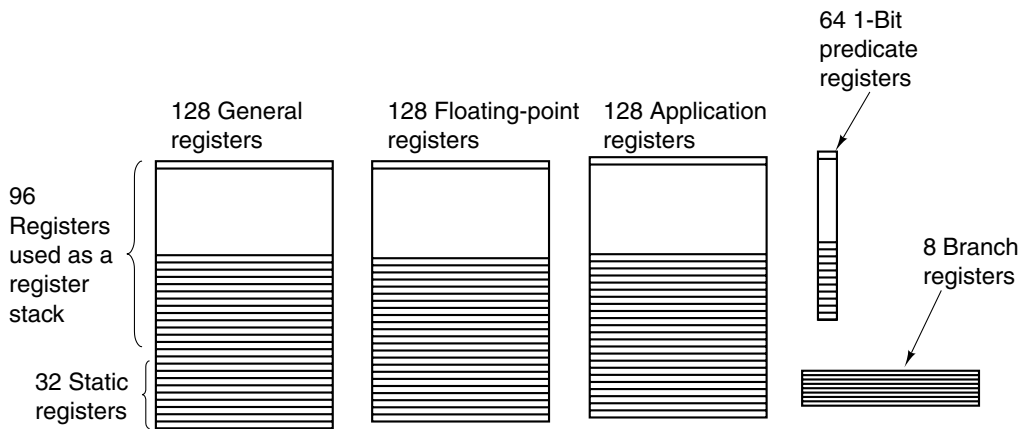 64 1-Bit
predicate
registers
128 General
registers
128 Floating-point
registers
128 Application
registers
96
Registers
used as a
register
stack
8 Branch
registers
32 Static
registers